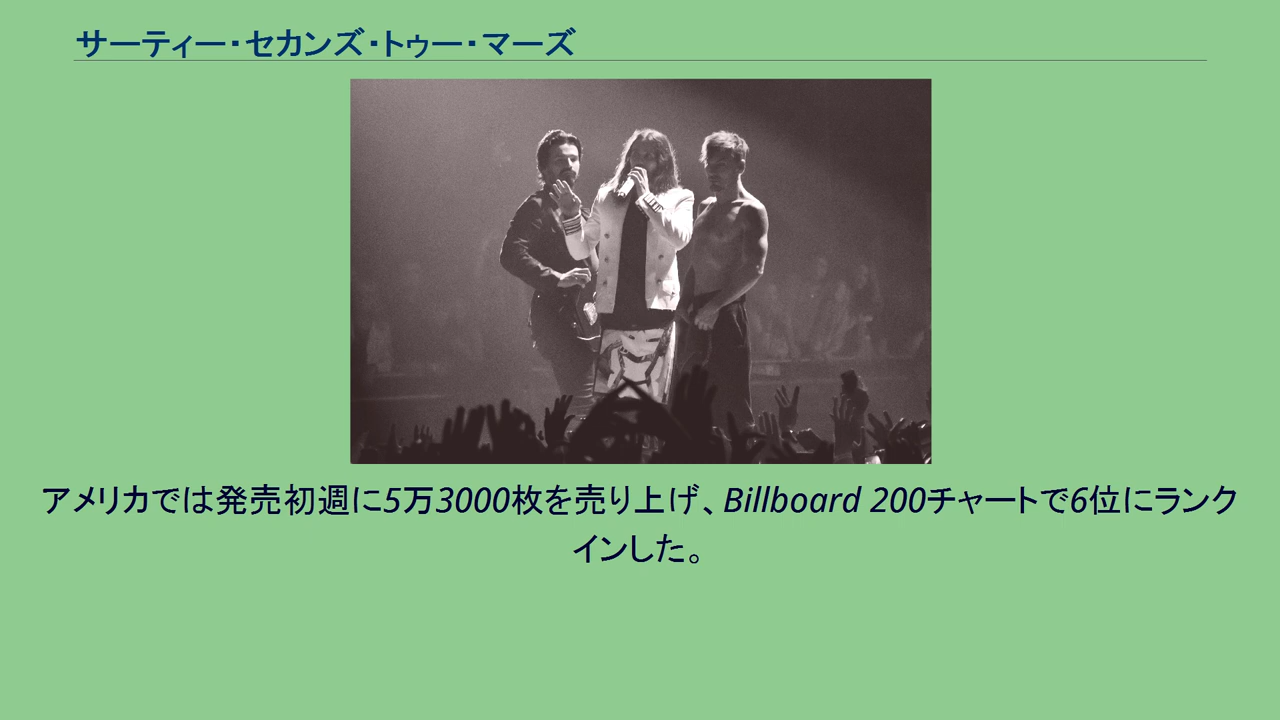 サーティー・セカンズ・トゥー・マーズ
アメリカでは発売初週に5万3000枚を売り上げ、Billboard 200チャートで6位にランク
インした。